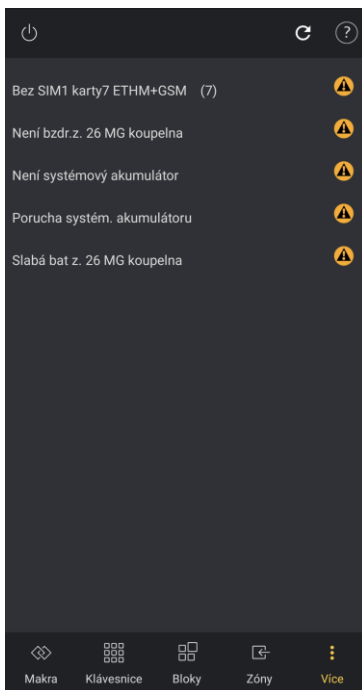 Bez SIM1 karty7 ETHM+GSM (7)
Není bzdr.z. 26 MG koupelna
Není systémový akumulátor
Porucha systém. akumulátoru
Slabá bat z. 26 MG koupelna
Makra Klávesnice Bloky Zóny Více